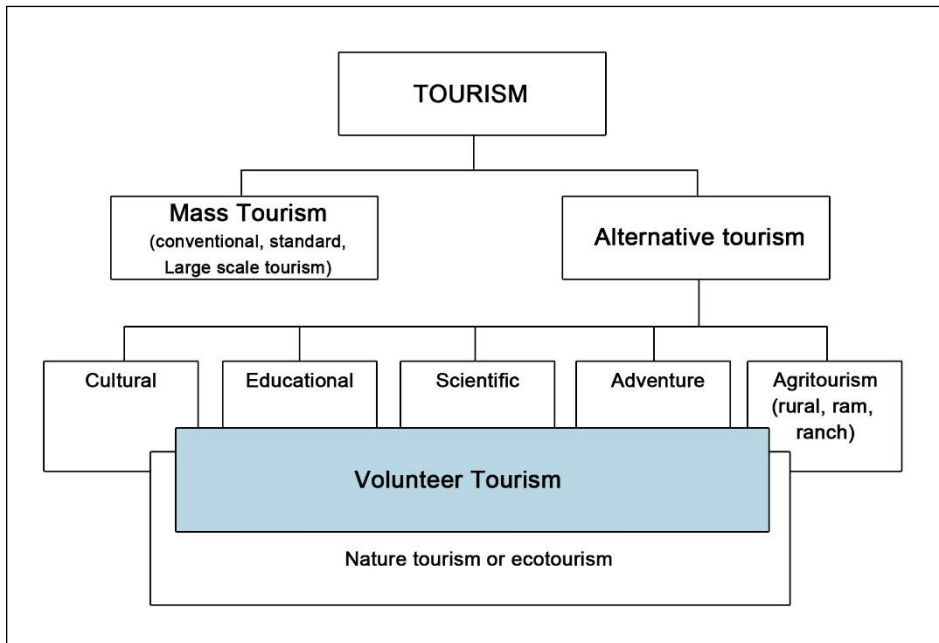 TOURISM
Mass Tourism
(conventional, standard,
Large scale tourism)
Alternative tourism
Cultural
Educational
Scientific
Adventure
Agritourism
(rural, ram,
ranch)
Volunteer Tourism
Nature tourism or ecotourism